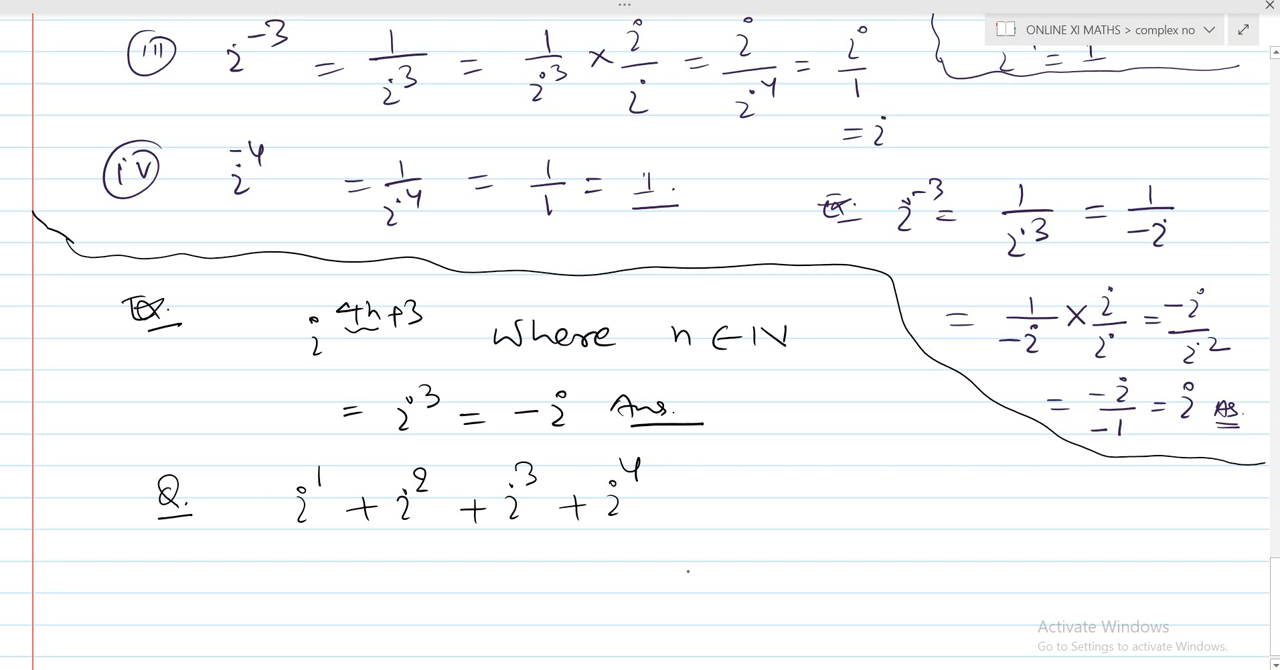 ONLINE XI MATHS > complex no
(iii) i^-3 = 1/i^3 = 1/i^3 × i/i = i/i^4 = i/1
= i
(iv) i^-4 = 1/i^4 = 1/1 = 1.
Ex. i^-3 = 1/i^3 = 1/-i
= 1/-i × i/i = -i/i^2
= -i/-1 = i AS.
Ex. i^4n+3 where n ∈ IN
= i^3 = -i Ans.
Q. i^1 + i^2 + i^3 + i^4
Activate Windows
Go to Settings to activate Windows.